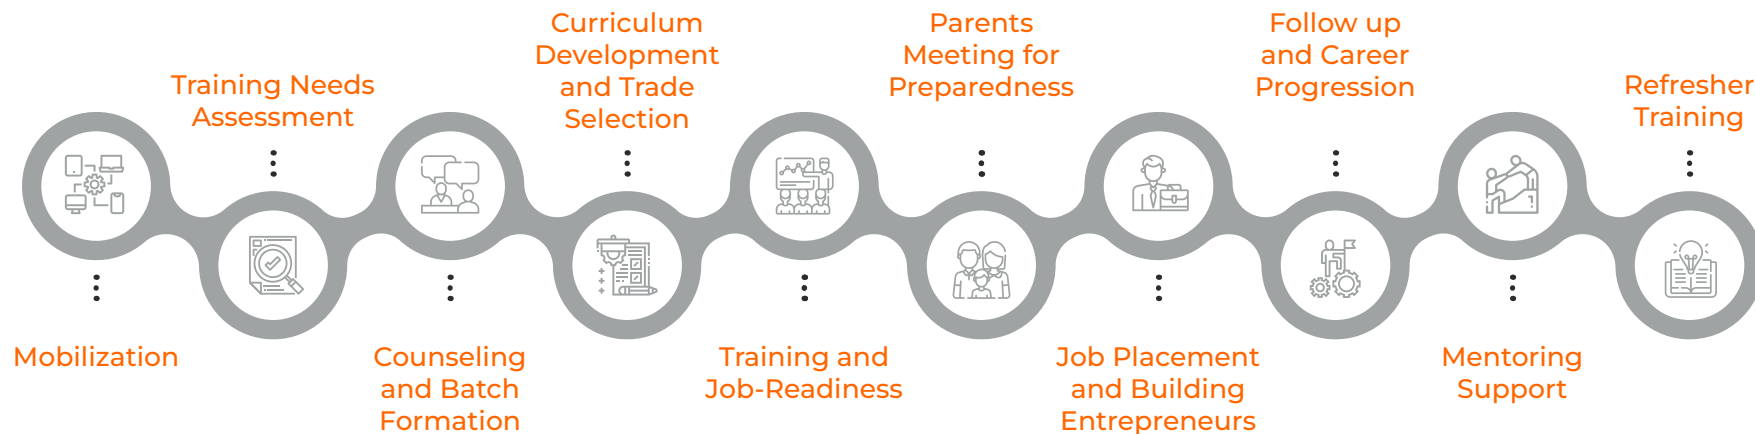 Mobilization
Training Needs
Assessment
Counseling
and Batch
Formation
Curriculum
Development
and Trade
Selection
Training and
Job-Readiness
Parents
Meeting for
Preparedness
Job Placement
and Building
Entrepreneurs
Follow up
and Career
Progression
Mentoring
Support
Refresher
Training